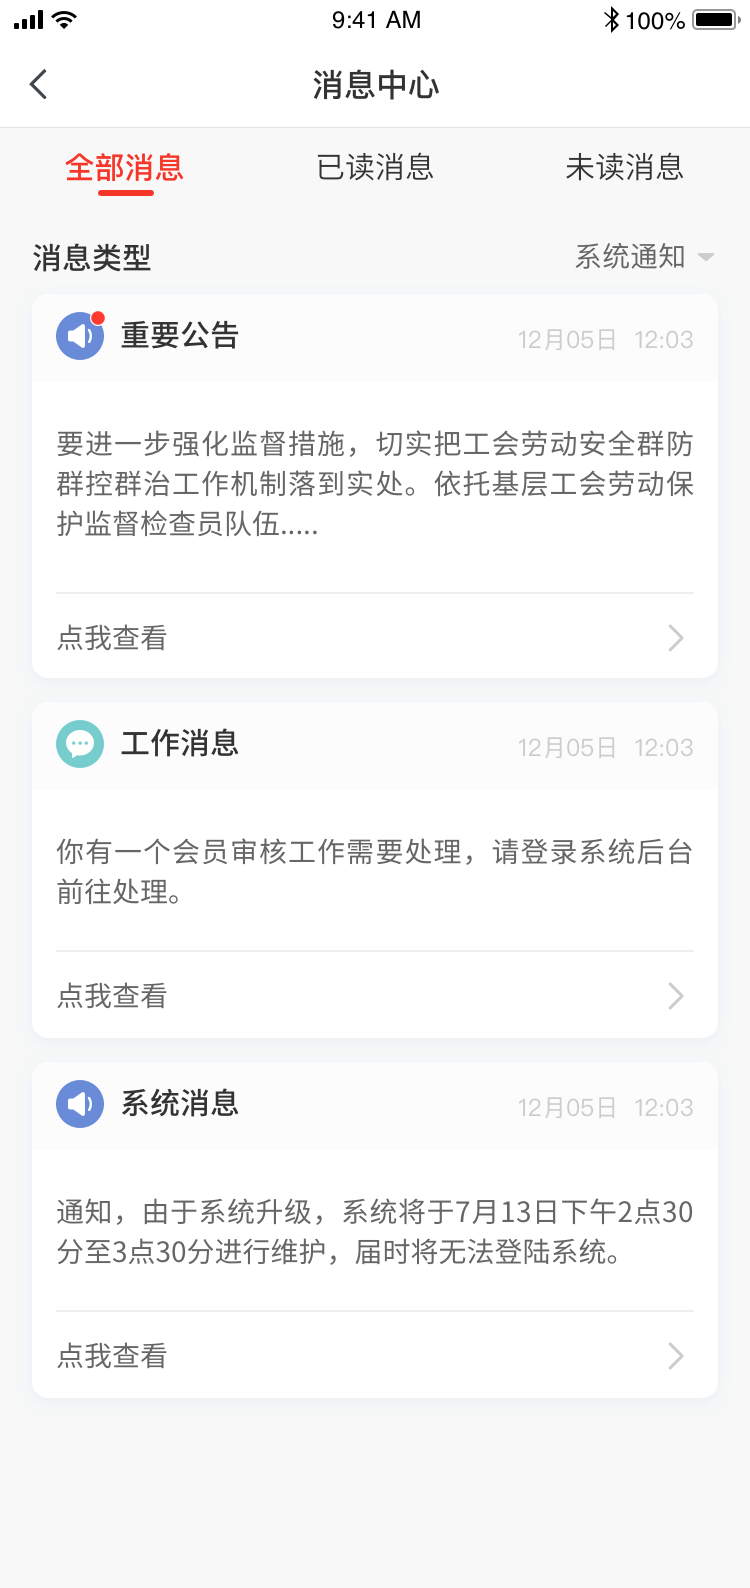 9:41 AM 100%
消息中心
全部消息 已读消息 未读消息
消息类型 系统通知
重要公告 12月05日 12:03
要进一步强化监督措施，切实把工会劳动安全群防
群控群治工作机制落到实处。依托基层工会劳动保
护监督检查员队伍.....
点我查看
工作消息 12月05日 12:03
你有一个会员审核工作需要处理，请登录系统后台
前往处理。
点我查看
系统消息 12月05日 12:03
通知，由于系统升级，系统将于7月13日下午2点30
分至3点30分进行维护，届时将无法登陆系统。
点我查看